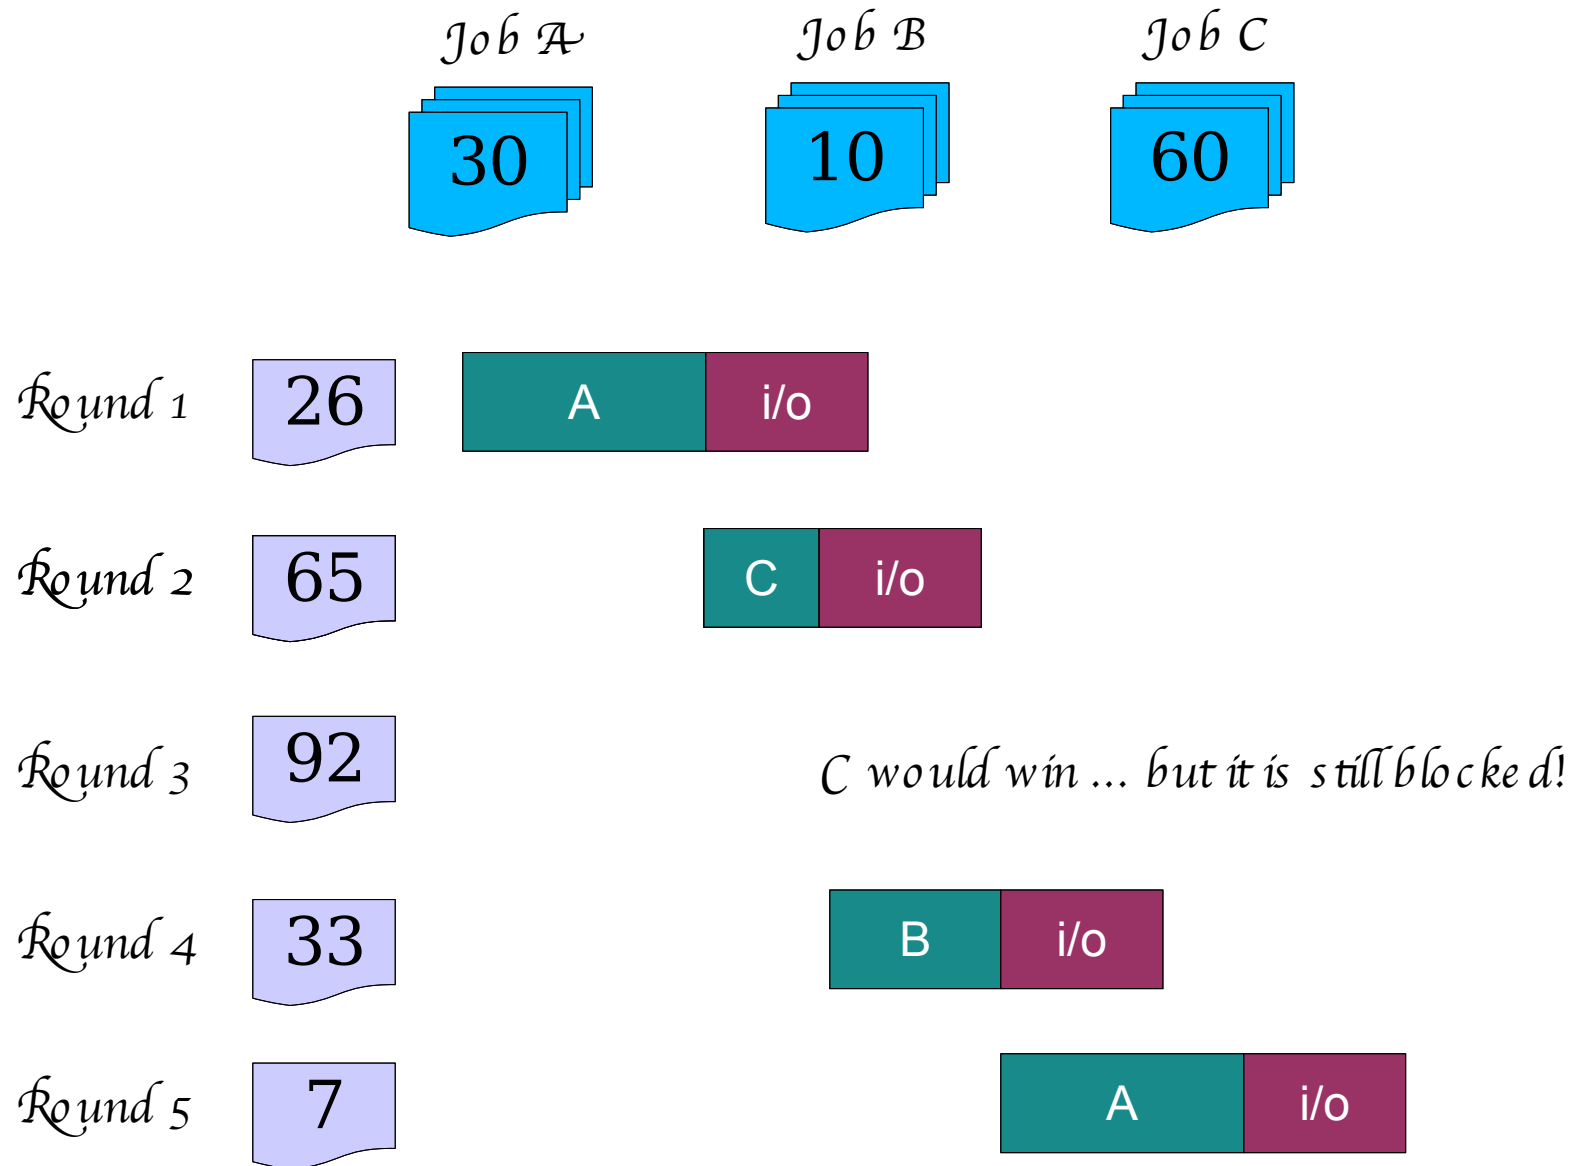 Job A Job B Job C
30 10 60
Round 1 26 A i/o
Round 2 65 C i/o
Round 3 92 C would win ... but it is still blocked!
Round 4 33 B i/o
Round 5 7 A i/o